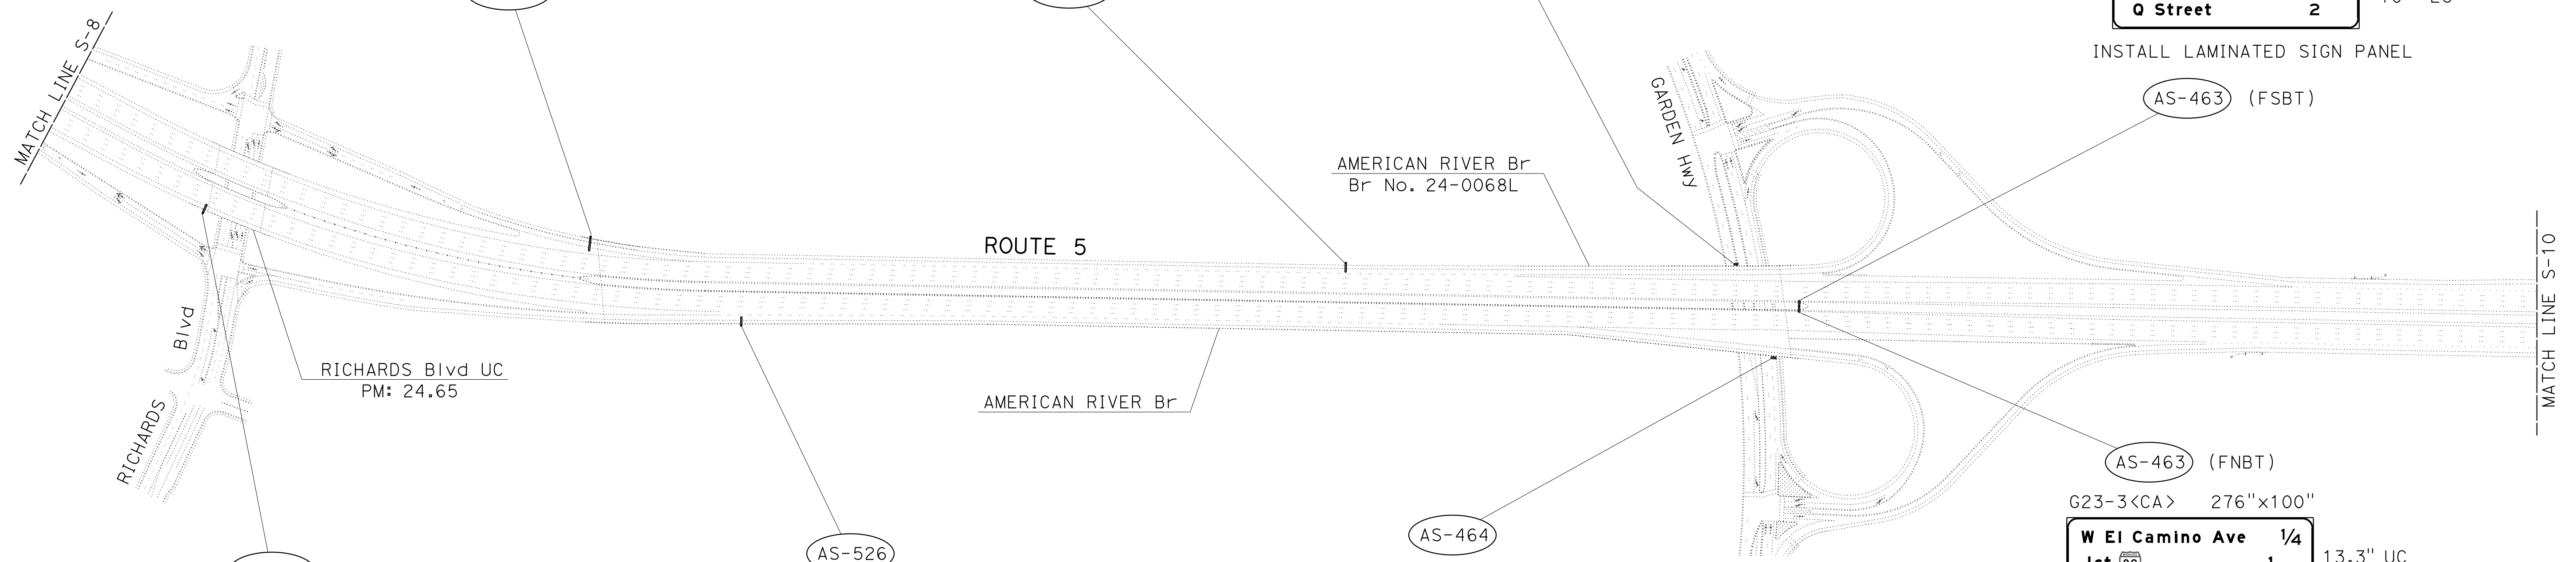 MATCH LINE S-8
Q Street 2
INSTALL LAMINATED SIGN PANEL
AS-463 (FSBT)
GARDEN Hwy
AMERICAN RIVER Br
Br No. 24-0068L
ROUTE 5
MATCH LINE S-10
RICHARDS Blvd
RICHARDS Blvd UC
PM: 24.65
AMERICAN RIVER Br
AS-463 (FNBT)
G23-3<CA> 276"x100"
AS-464
AS-526
W El Camino Ave 1/4
13.3" UC
Jct 80 1